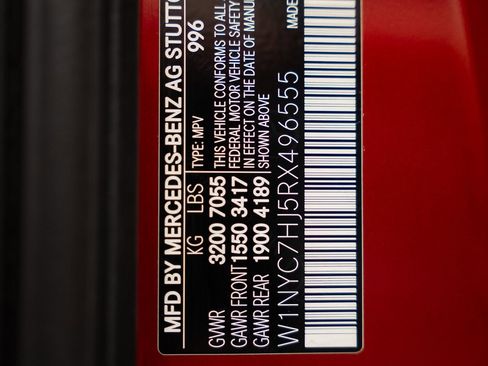 MFD BY MERCEDES-BENZ AG STUTTG
996
KG LBS
TYPE: MPV
GVWR 3200 7055
GAWR FRONT 1550 3417
GAWR REAR 1900 4189
THIS VEHICLE CONFORMS TO ALL
FEDERAL MOTOR VEHICLE SAFETY
IN EFFECT ON THE DATE OF MANU
SHOWN ABOVE
W1NYC7HJ5RX496555
MADE